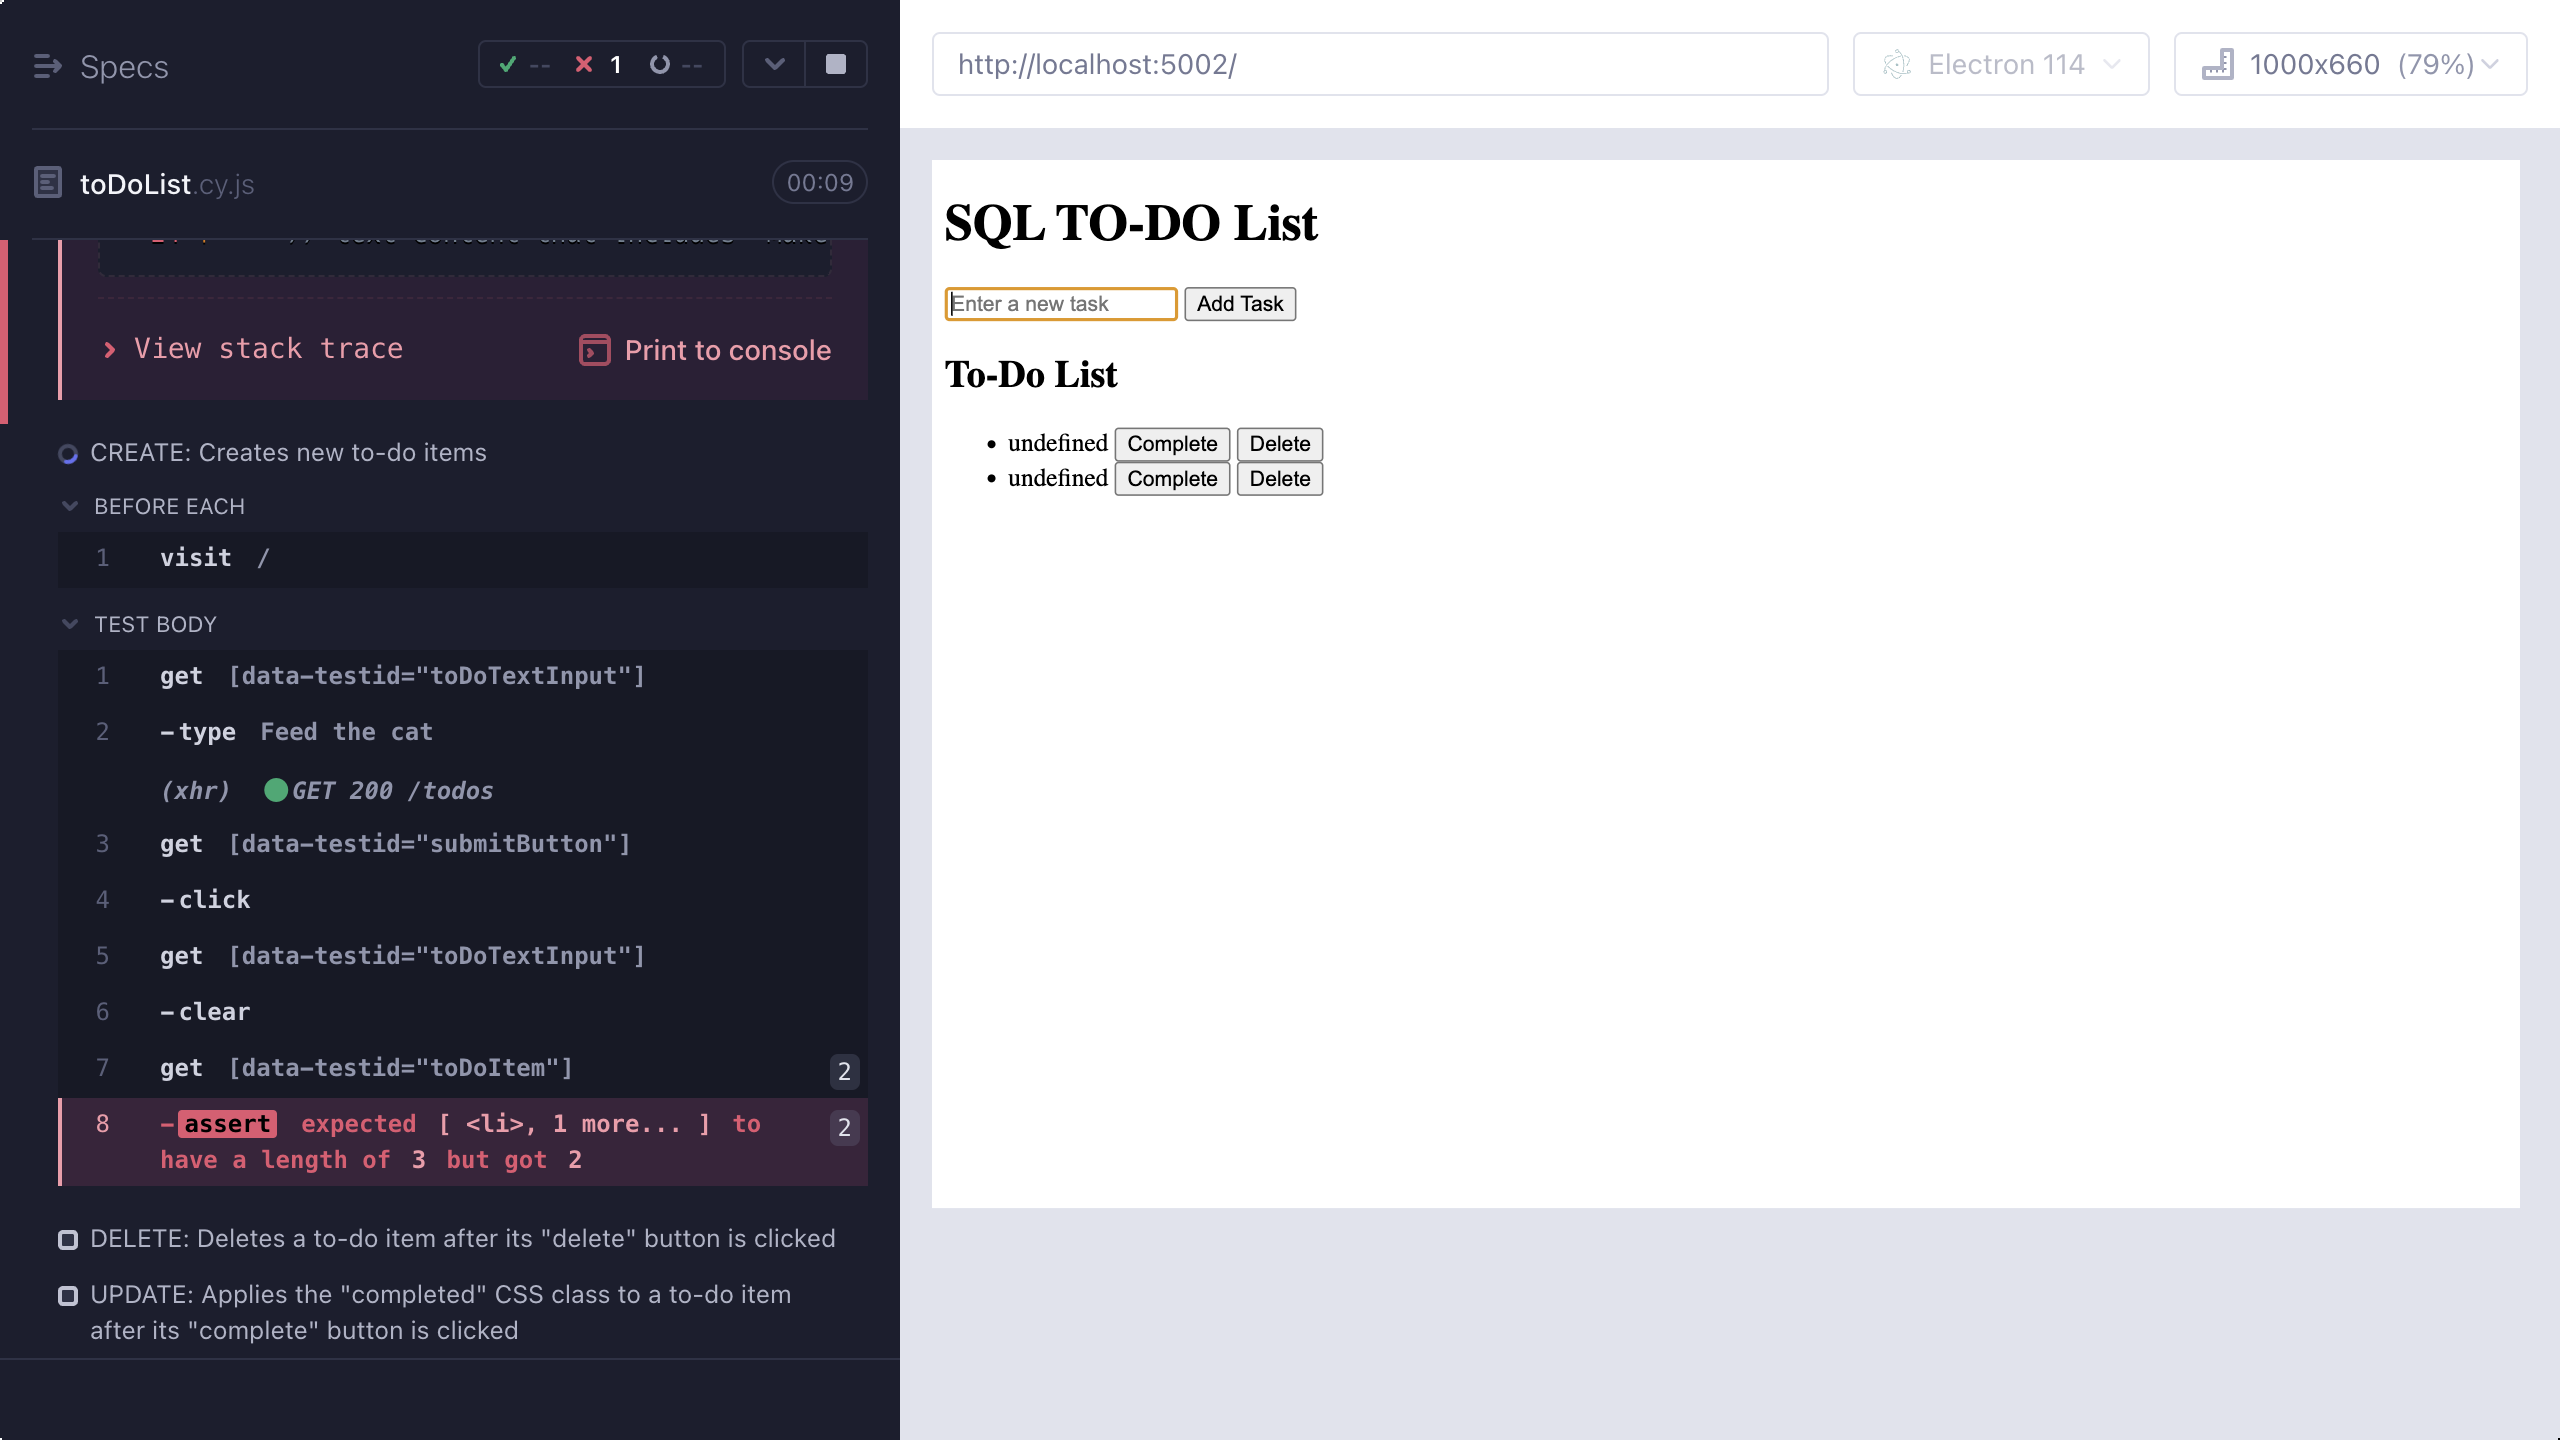 Specs
-- 1 --
toDoList.cy.js
00:09
View stack trace
Print to console
CREATE: Creates new to-do items
BEFORE EACH
1 visit /
TEST BODY
1 get [data-testid="toDoTextInput"]
2 -type Feed the cat
(xhr) GET 200 /todos
3 get [data-testid="submitButton"]
4 -click
5 get [data-testid="toDoTextInput"]
6 -clear
7 get [data-testid="toDoItem"] 2
8 -assert expected [ <li>, 1 more... ] to 2
have a length of 3 but got 2
DELETE: Deletes a to-do item after its "delete" button is clicked
UPDATE: Applies the "completed" CSS class to a to-do item
after its "complete" button is clicked
http://localhost:5002/
Electron 114
1000x660 (79%)
SQL TO-DO List
Enter a new task Add Task
To-Do List
• undefined Complete Delete
• undefined Complete Delete